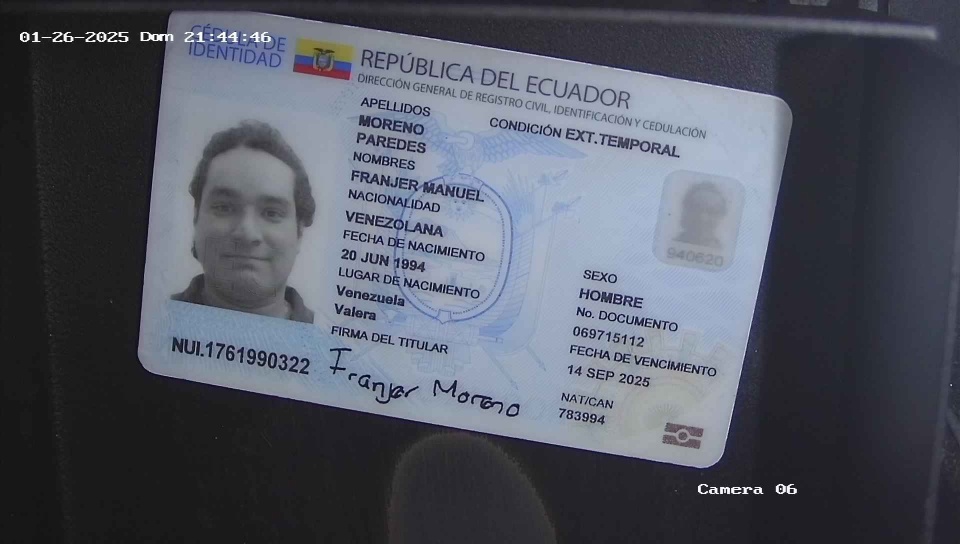 01-26-2025 Dom 21:44:46
CÉDULA DE
IDENTIDAD
REPÚBLICA DEL ECUADOR
DIRECCIÓN GENERAL DE REGISTRO CIVIL, IDENTIFICACIÓN Y CEDULACIÓN
APELLIDOS
MORENO
PAREDES
CONDICIÓN EXT.TEMPORAL
NOMBRES
FRANJER MANUEL
NACIONALIDAD
VENEZOLANA
FECHA DE NACIMIENTO
20 JUN 1994
LUGAR DE NACIMIENTO
Venezuela
Valera
FIRMA DEL TITULAR
Franjer Moreno
940620
SEXO
HOMBRE
No. DOCUMENTO
069715112
FECHA DE VENCIMIENTO
14 SEP 2025
NAT/CAN
783994
NUI.1761990322
Camera 06